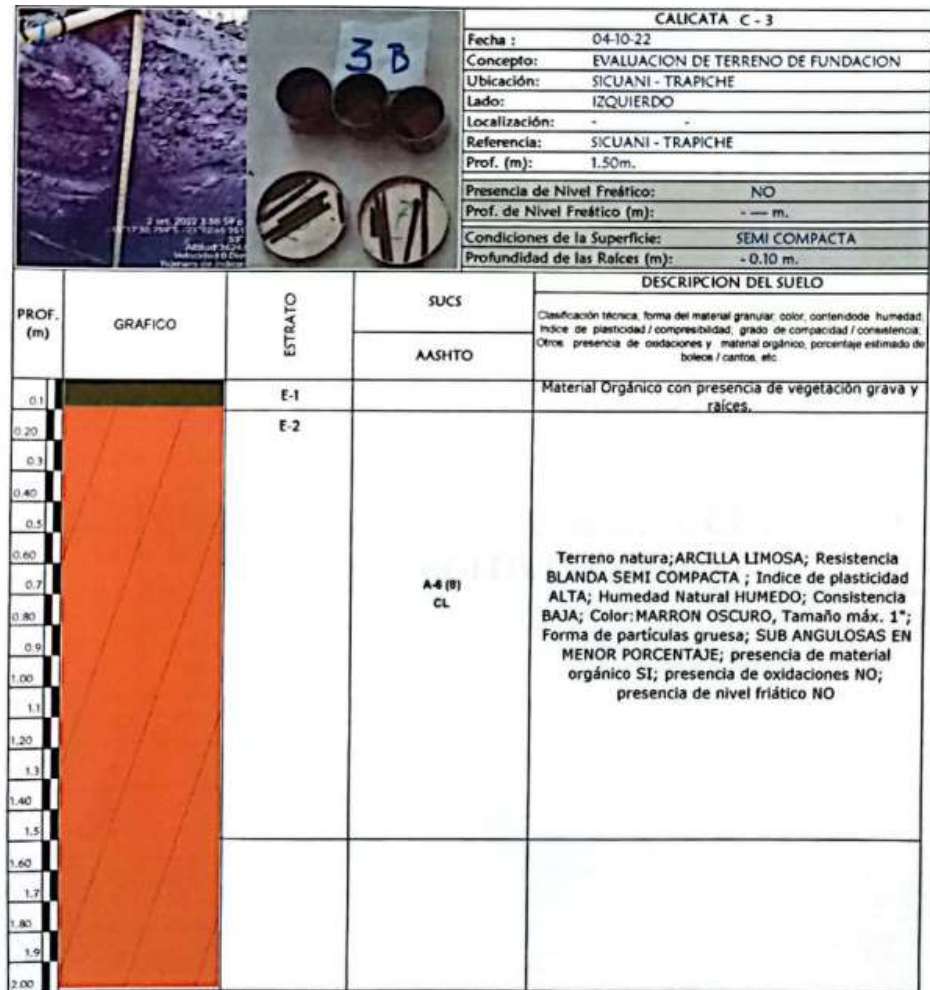 3 B
2 set. 2022 3:56:59 p
CALICATA C - 3
Fecha : 04-10-22
Concepto: EVALUACION DE TERRENO DE FUNDACION
Ubicación: SICUANI - TRAPICHE
Lado: IZQUIERDO
Localización: - -
Referencia: SICUANI - TRAPICHE
Prof. (m): 1.50m.
Presencia de Nivel Freático: NO
Prof. de Nivel Freático (m): - — m.
Condiciones de la Superficie: SEMI COMPACTA
Profundidad de las Raíces (m): - 0.10 m.
PROF. (m)
GRAFICO
ESTRATO
SUCS
AASHTO
DESCRIPCION DEL SUELO
Clasificación técnica; forma del material granular; color; contenidode humedad;
Indice de plasticidad / compresibilidad; grado de compacidad / consistencia;
Otros presencia de oxidaciones y material orgánico; porcentaje estimado de
boleos / cantos, etc.
0.1
E-1
Material Orgánico con presencia de vegetación grava y
raíces.
0.20
E-2
0.3
0.40
0.5
0.60
0.7
0.80
0.9
1.00
1.1
1.20
1.3
1.40
1.5
1.60
1.7
1.80
1.9
2.00
A-6 (8)
CL
Terreno natura;ARCILLA LIMOSA; Resistencia
BLANDA SEMI COMPACTA ; Indice de plasticidad
ALTA; Humedad Natural HUMEDO; Consistencia
BAJA; Color:MARRON OSCURO, Tamaño máx. 1";
Forma de partículas gruesa; SUB ANGULOSAS EN
MENOR PORCENTAJE; presencia de material
orgánico SI; presencia de oxidaciones NO;
presencia de nivel friático NO